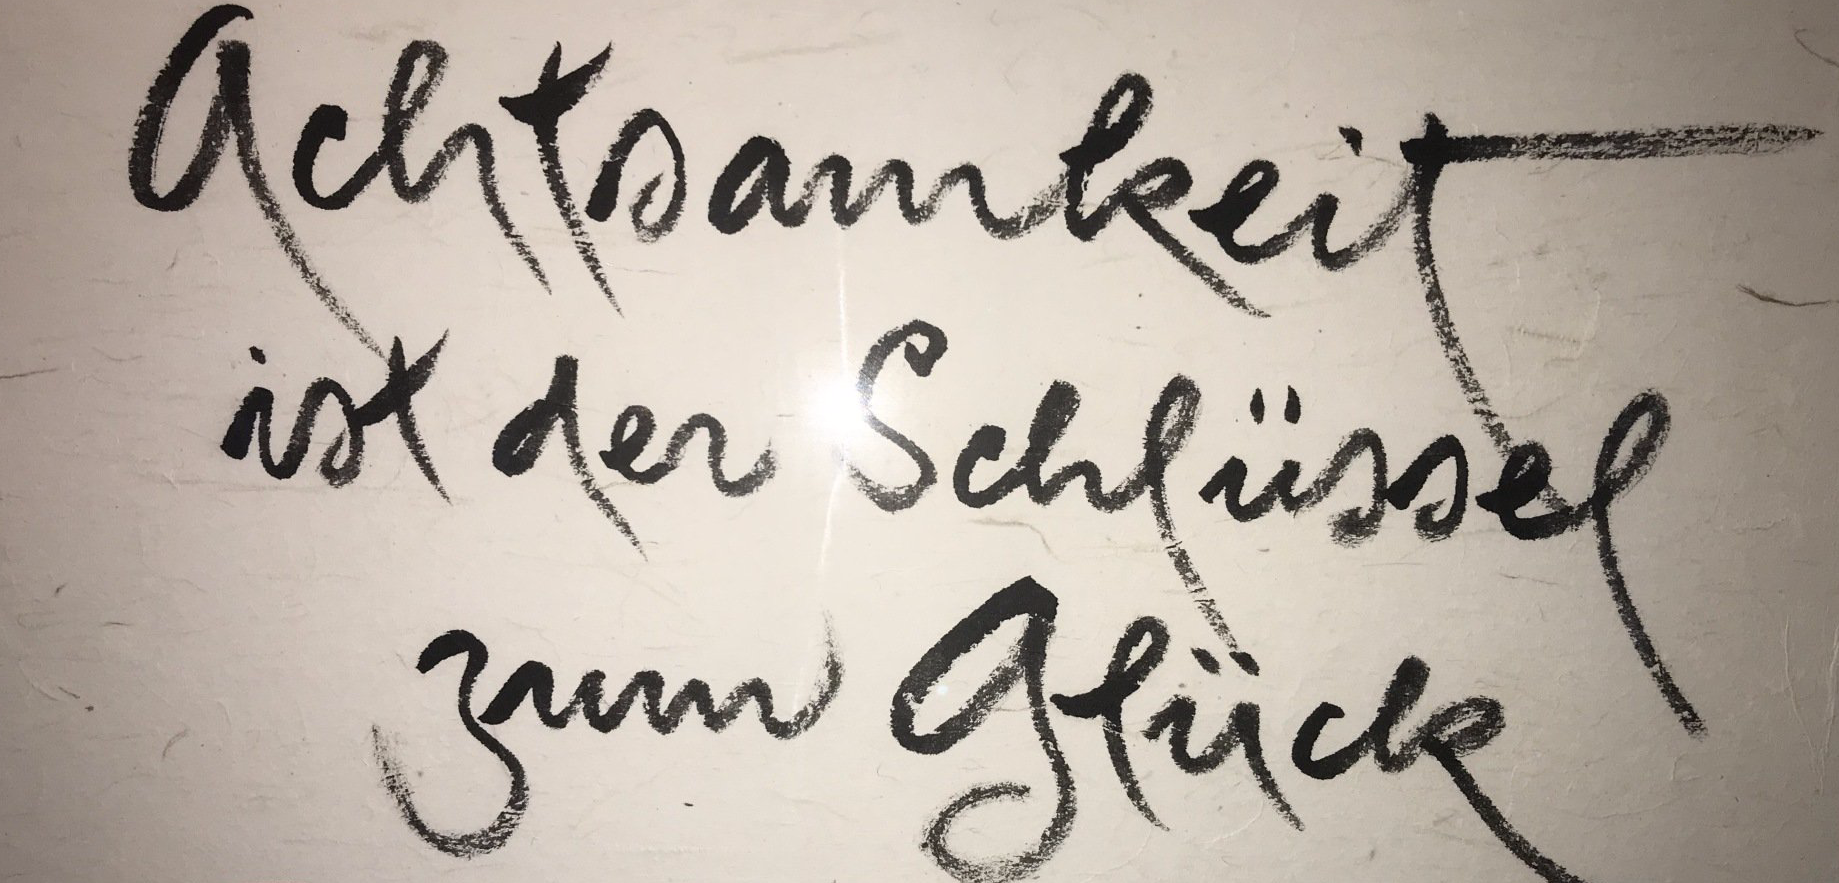 Achtsamkeit
ist der Schlüssel
zum Glück